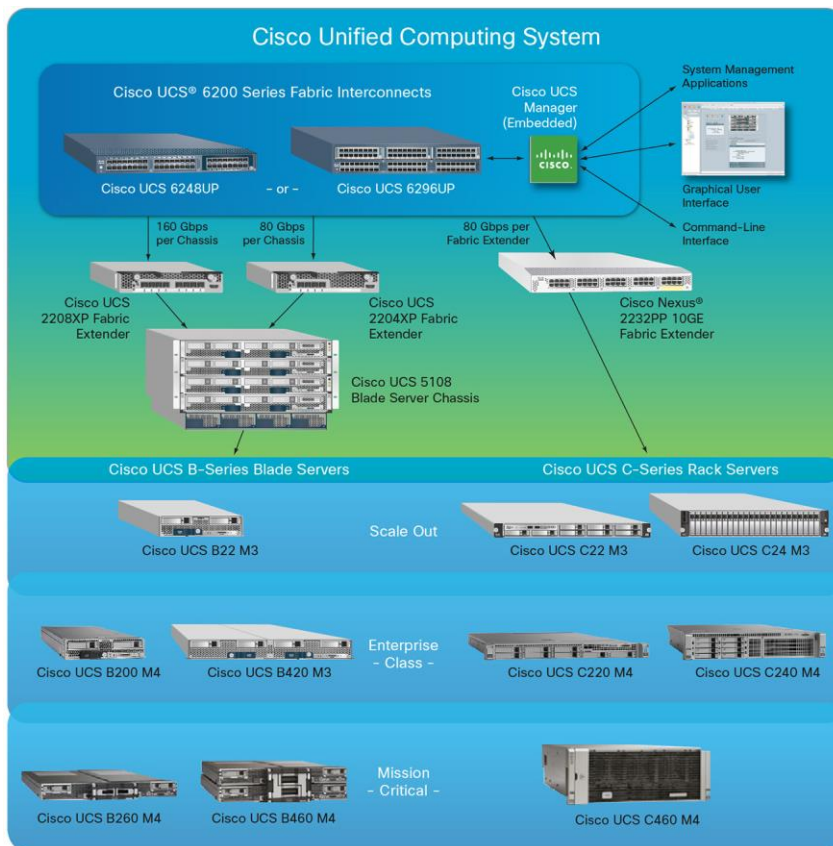 Cisco Unified Computing System
Cisco UCS® 6200 Series Fabric Interconnects
Cisco UCS 6248UP
- or -
Cisco UCS 6296UP
Cisco UCS
Manager
(Embedded)
CISCO.
System Management
Applications
Graphical User
Interface
Command-Line
Interface
160 Gbps
per Chassis
80 Gbps
per Chassis
80 Gbps per
Fabric Extender
Cisco UCS
2208XP Fabric
Extender
Cisco UCS
2204XP Fabric
Extender
Cisco Nexus®
2232PP 10GE
Fabric Extender
Cisco UCS 5108
Blade Server Chassis
Cisco UCS B-Series Blade Servers
Cisco UCS C-Series Rack Servers
Cisco UCS B22 M3
Scale Out
Cisco UCS C22 M3
Cisco UCS C24 M3
Cisco UCS B200 M4
Cisco UCS B420 M3
Enterprise
- Class -
Cisco UCS C220 M4
Cisco UCS C240 M4
Cisco UCS B260 M4
Cisco UCS B460 M4
Mission
- Critical -
Cisco UCS C460 M4